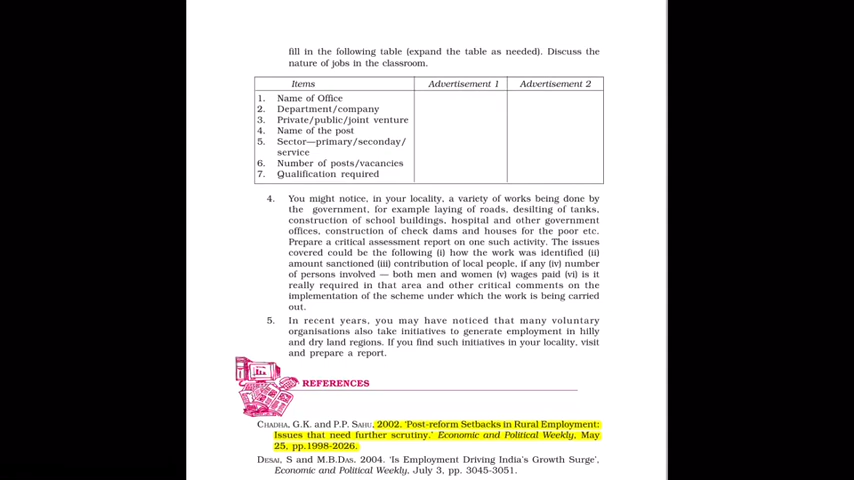 fill in the following table (expand the table as needed). Discuss the
nature of jobs in the classroom.
Items Advertisement 1 Advertisement 2
1. Name of Office
2. Department/company
3. Private/public/joint venture
4. Name of the post
5. Sector—primary/seconday/
service
6. Number of posts/vacancies
7. Qualification required
4. You might notice, in your locality, a variety of works being done by
the government, for example laying of roads, desilting of tanks,
construction of school buildings, hospital and other government
offices, construction of check dams and houses for the poor etc.
Prepare a critical assessment report on one such activity. The issues
covered could be the following (i) how the work was identified (ii)
amount sanctioned (iii) contribution of local people, if any (iv) number
of persons involved — both men and women (v) wages paid (vi) is it
really required in that area and other critical comments on the
implementation of the scheme under which the work is being carried
out.
5. In recent years, you may have noticed that many voluntary
organisations also take initiatives to generate employment in hilly
and dry land regions. If you find such initiatives in your locality, visit
and prepare a report.
REFERENCES
CHADHA, G.K. and P.P. SAHU, 2002. 'Post-reform Setbacks in Rural Employment:
Issues that need further scrutiny.' Economic and Political Weekly, May
25, pp.1998-2026.
DESAI, S and M.B.DAS. 2004. 'Is Employment Driving India's Growth Surge',
Economic and Political Weekly, July 3, pp. 3045-3051.